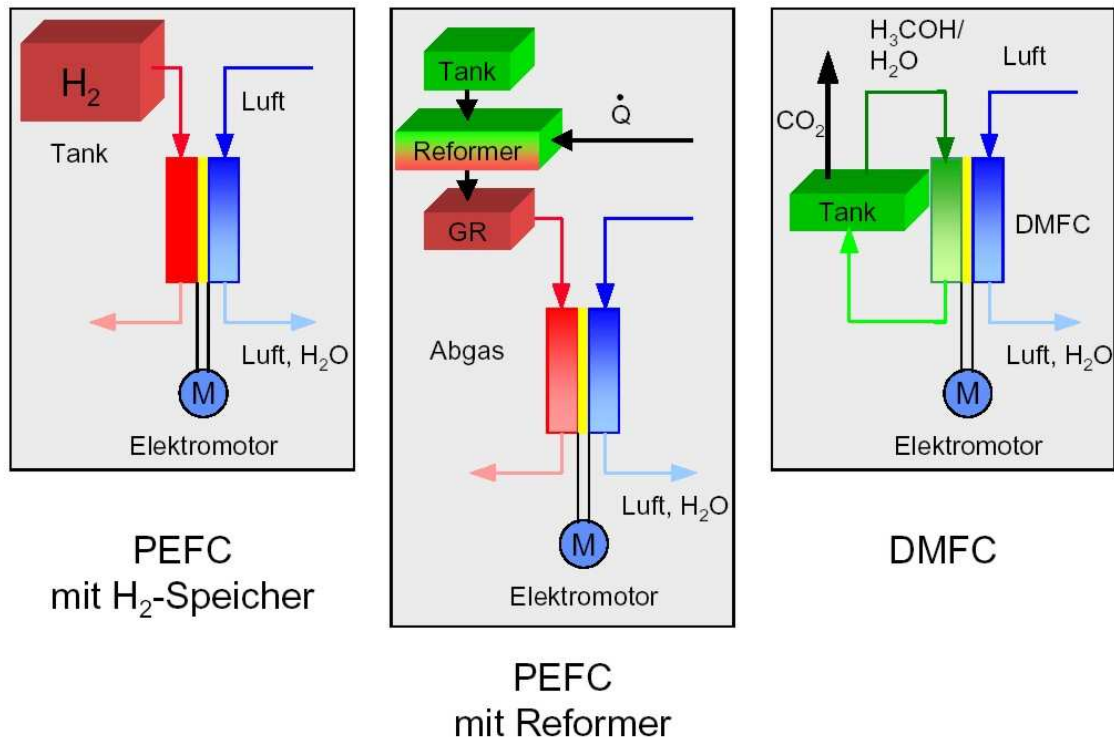 H₂
Tank
Luft
Luft, H₂O
M
Elektromotor
PEFC
mit H₂-Speicher
Tank
Reformer
Q̇
GR
Abgas
Luft, H₂O
M
Elektromotor
PEFC
mit Reformer
H₃COH/
H₂O
Luft
CO₂
Tank
DMFC
Luft, H₂O
M
Elektromotor
DMFC